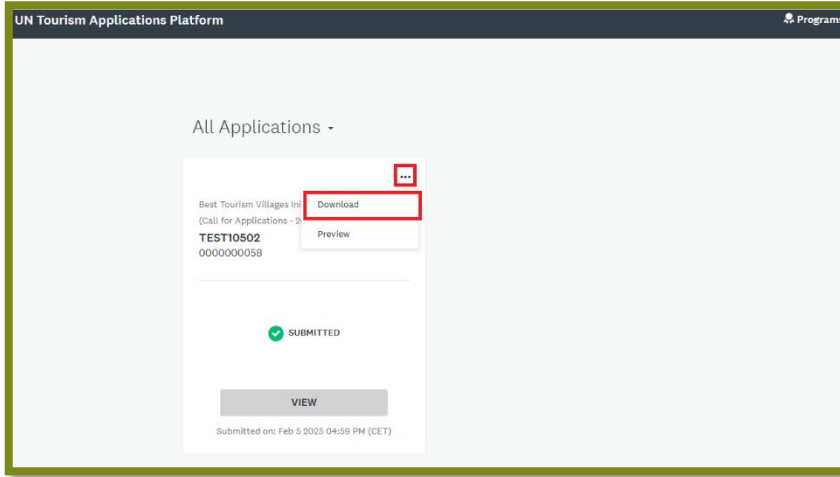 UN Tourism Applications Platform
Programs
All Applications
Best Tourism Villages Ini
Download
(Call for Applications - 2
TEST10502
Preview
0000000058
SUBMITTED
VIEW
Submitted on: Feb 5 2025 04:59 PM (CET)